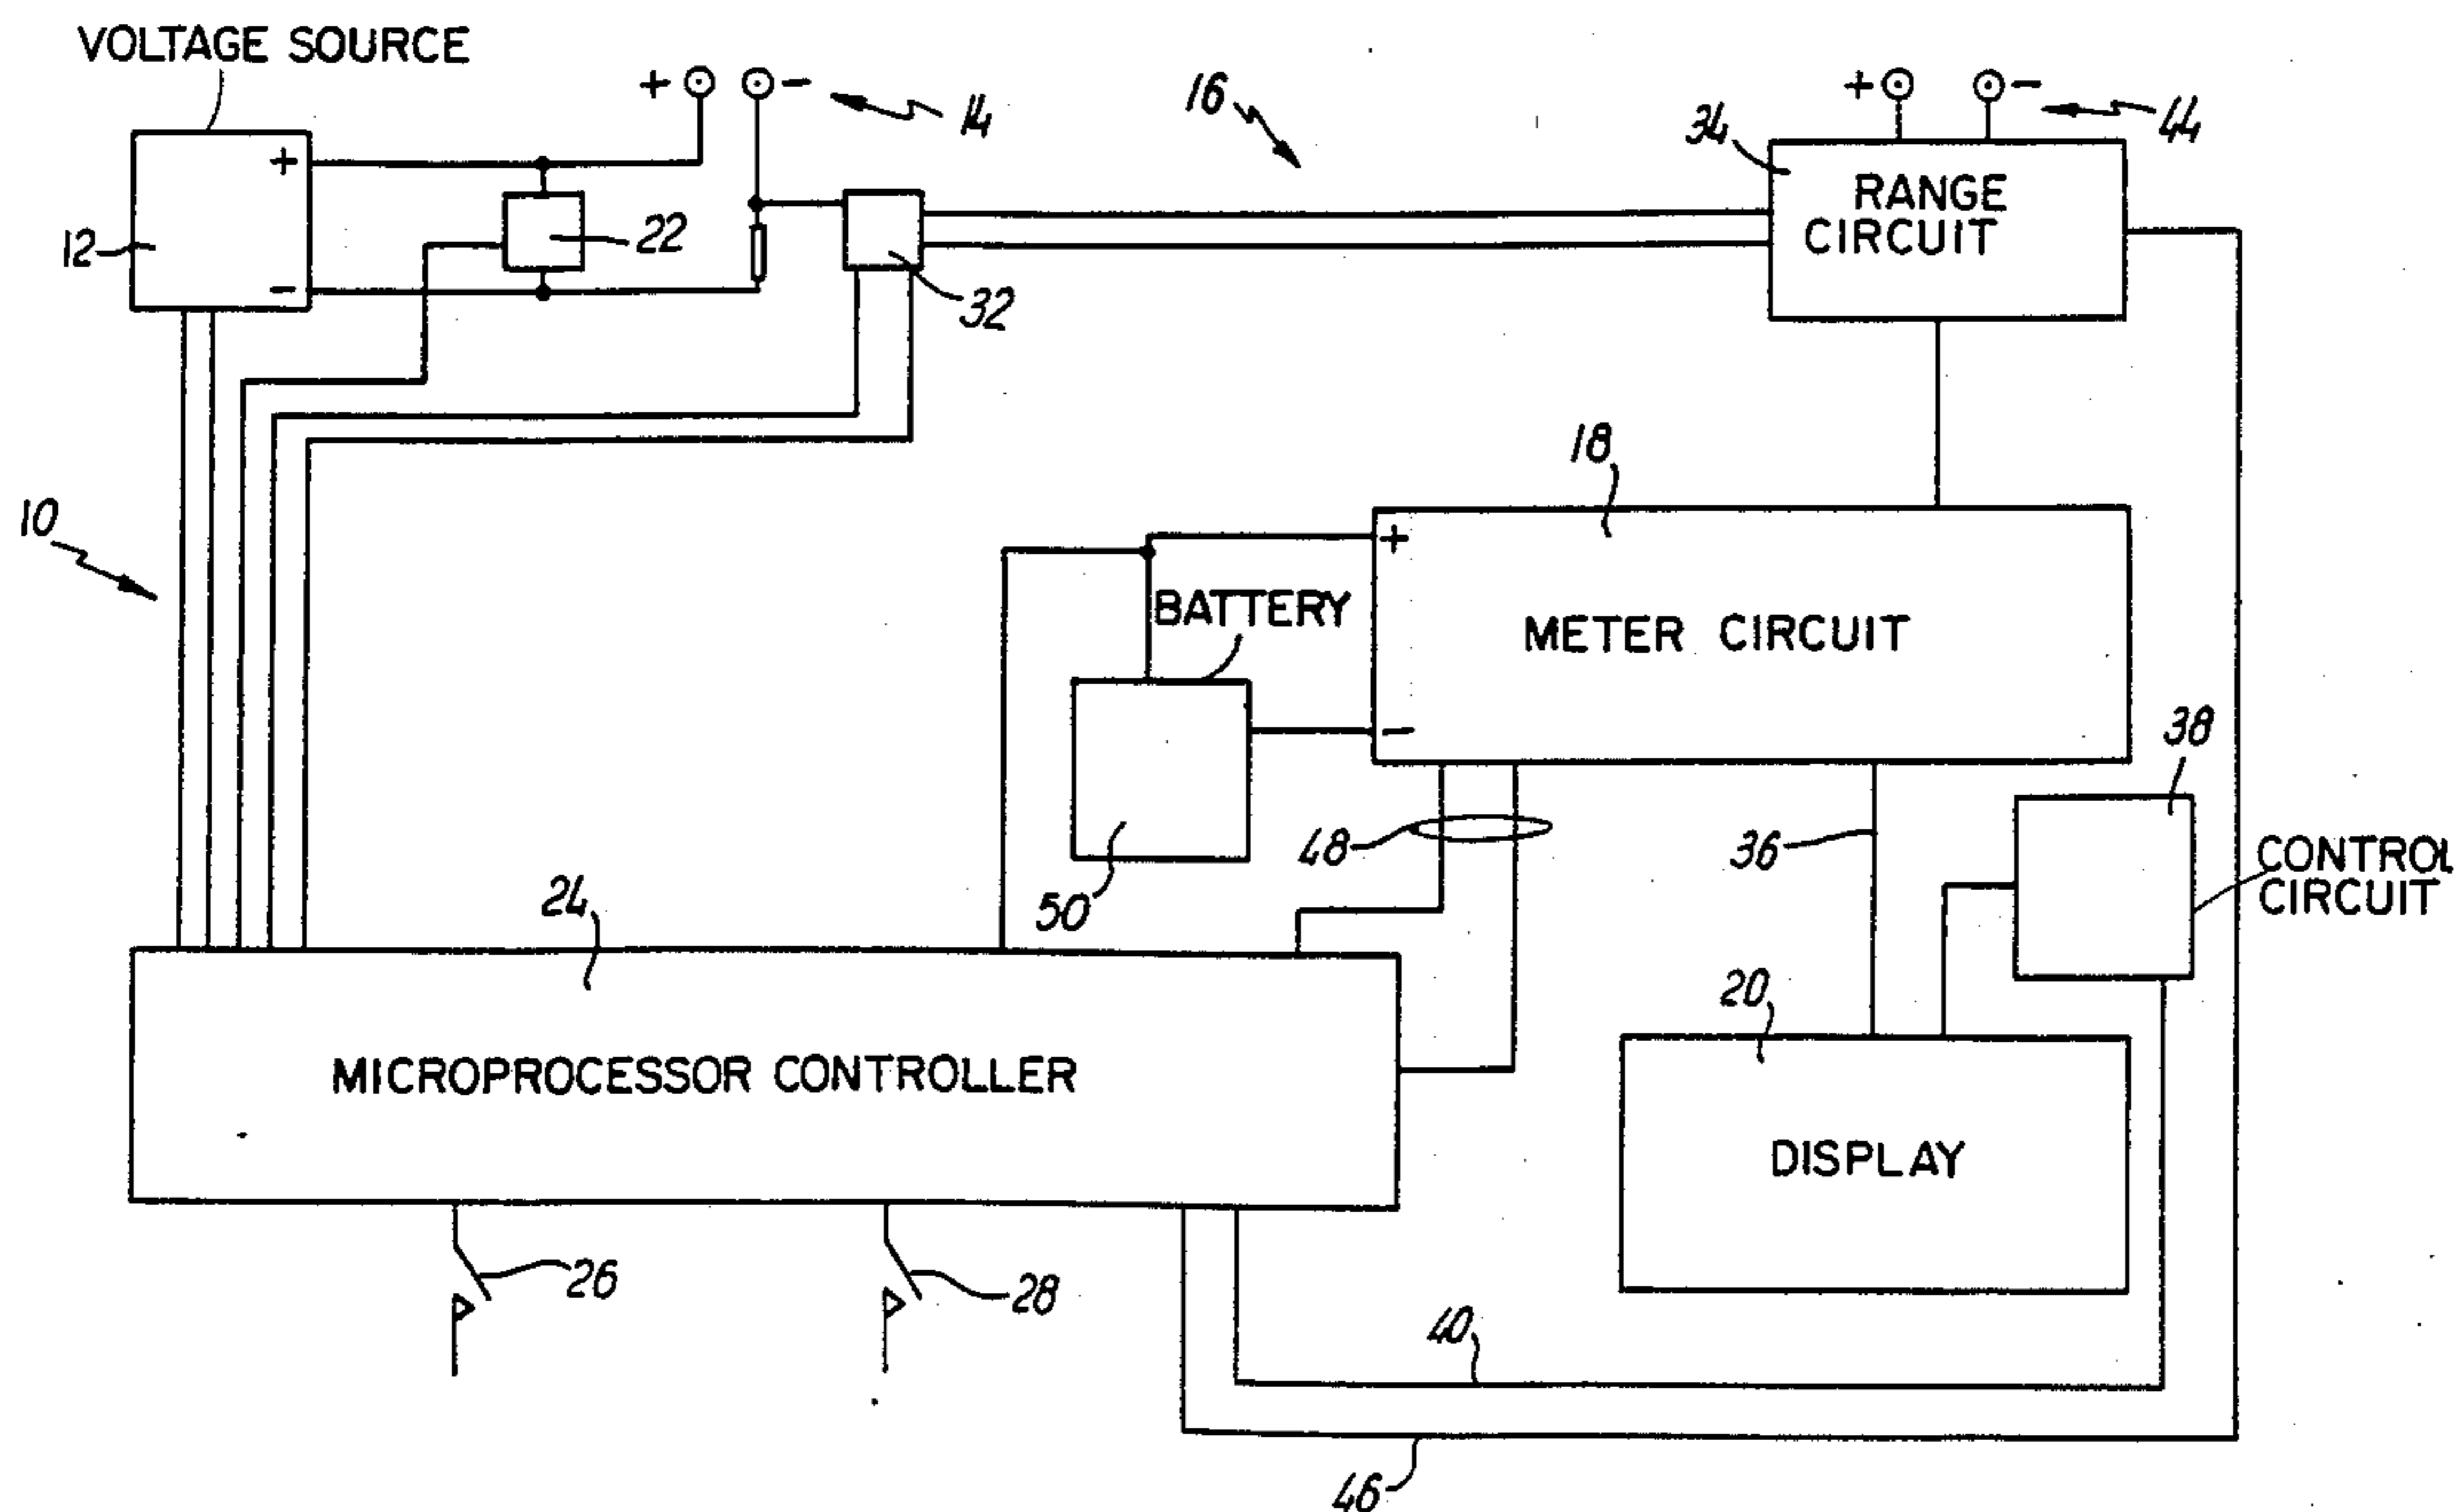 VOLTAGE SOURCE
+ -
14
16
+ -
44
34
+
12
-
22
32
RANGE
CIRCUIT
10
18
+
BATTERY
METER CIRCUIT
-
38
48
36
CONTROL
CIRCUIT
50
24
20
MICROPROCESSOR CONTROLLER
DISPLAY
26
28
40
46